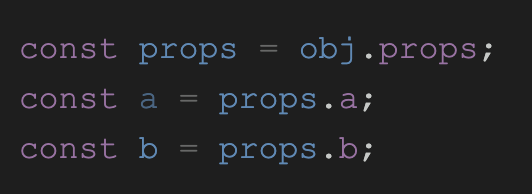 const props = obj.props;
const a = props.a;
const b = props.b;